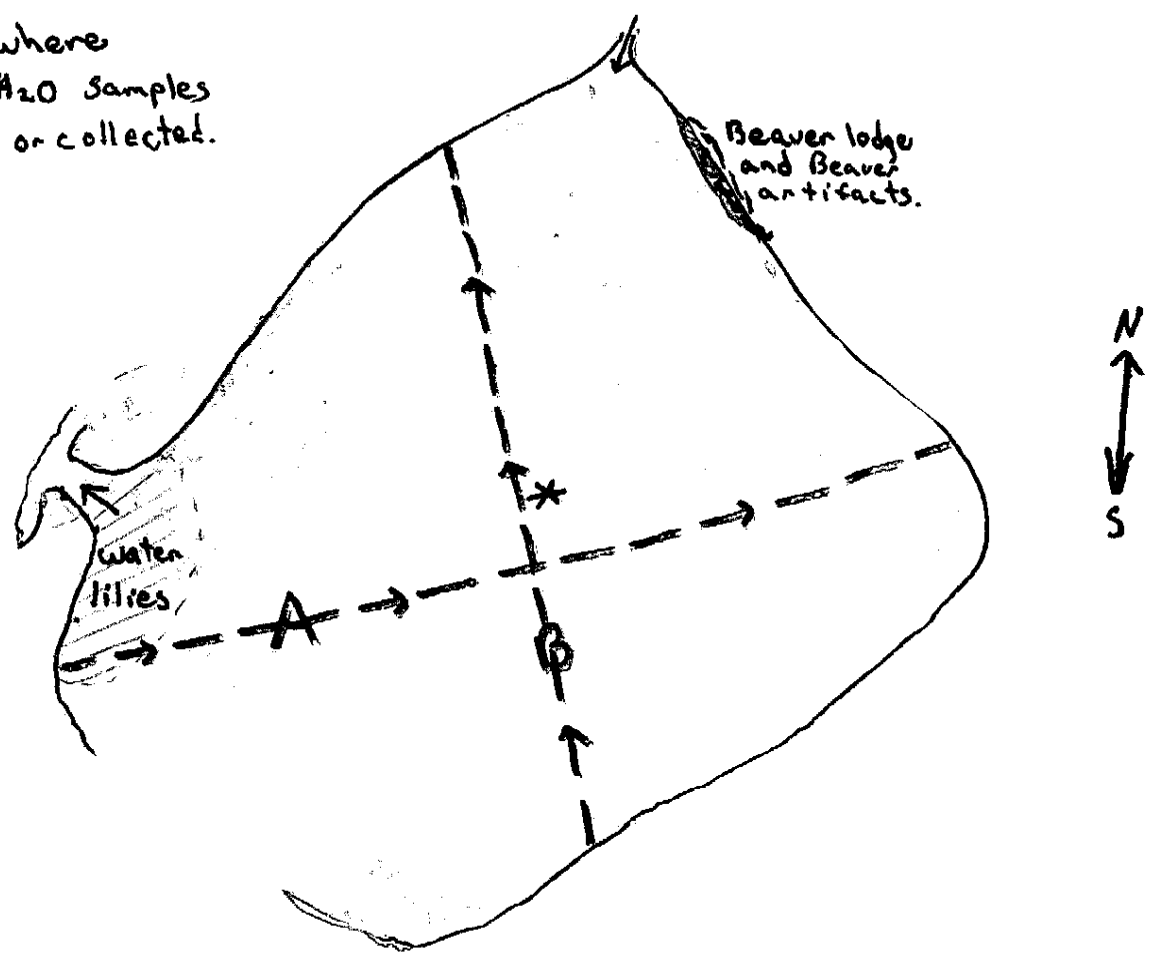 where
H₂O samples
or collected.
Beaver lodge
and Beaver
artifacts.
N
S
water
lilies
A
*
B